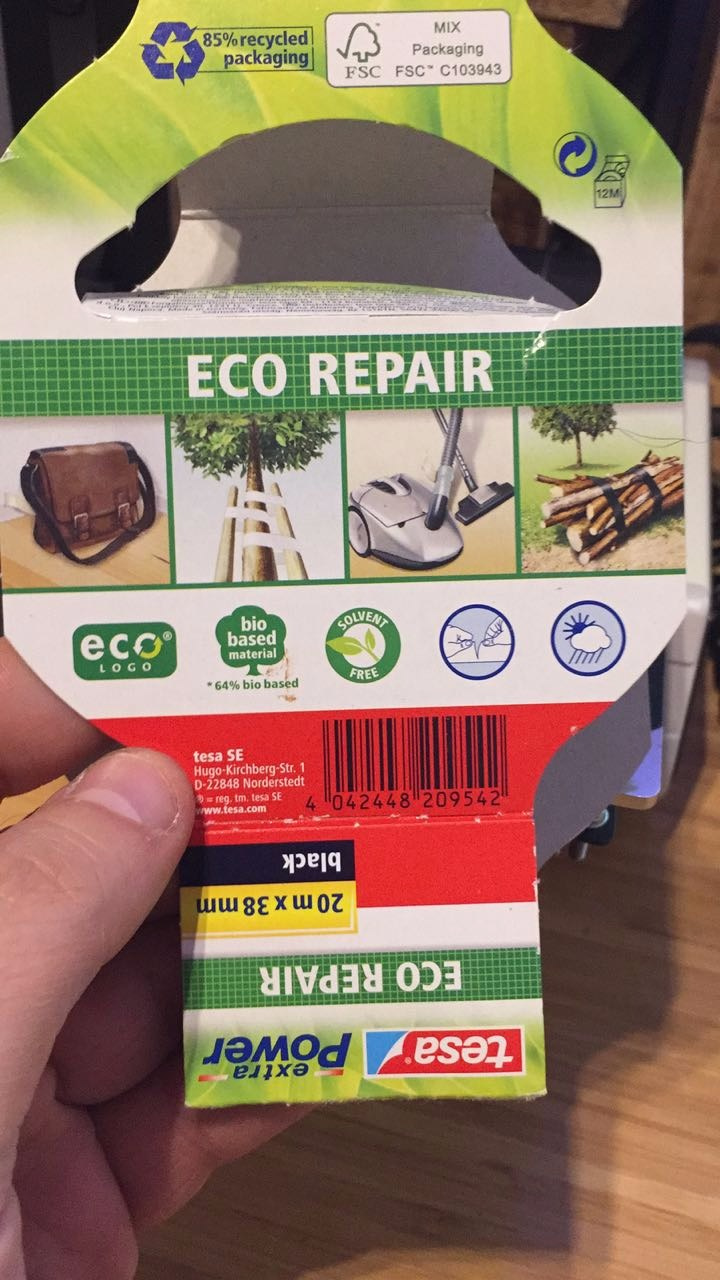 85% recycled
packaging
FSC
MIX
Packaging
FSC™ C103943
12M
ECO REPAIR
eco®
LOGO
bio
based
material
* 64% bio based
SOLVENT
FREE
tesa SE
Hugo-Kirchberg-Str. 1
D-22848 Norderstedt
® = reg. tm. tesa SE
www.tesa.com
4 042448 209542
black
20 m x 38 mm
ECO REPAIR
extra
Power
tesa®